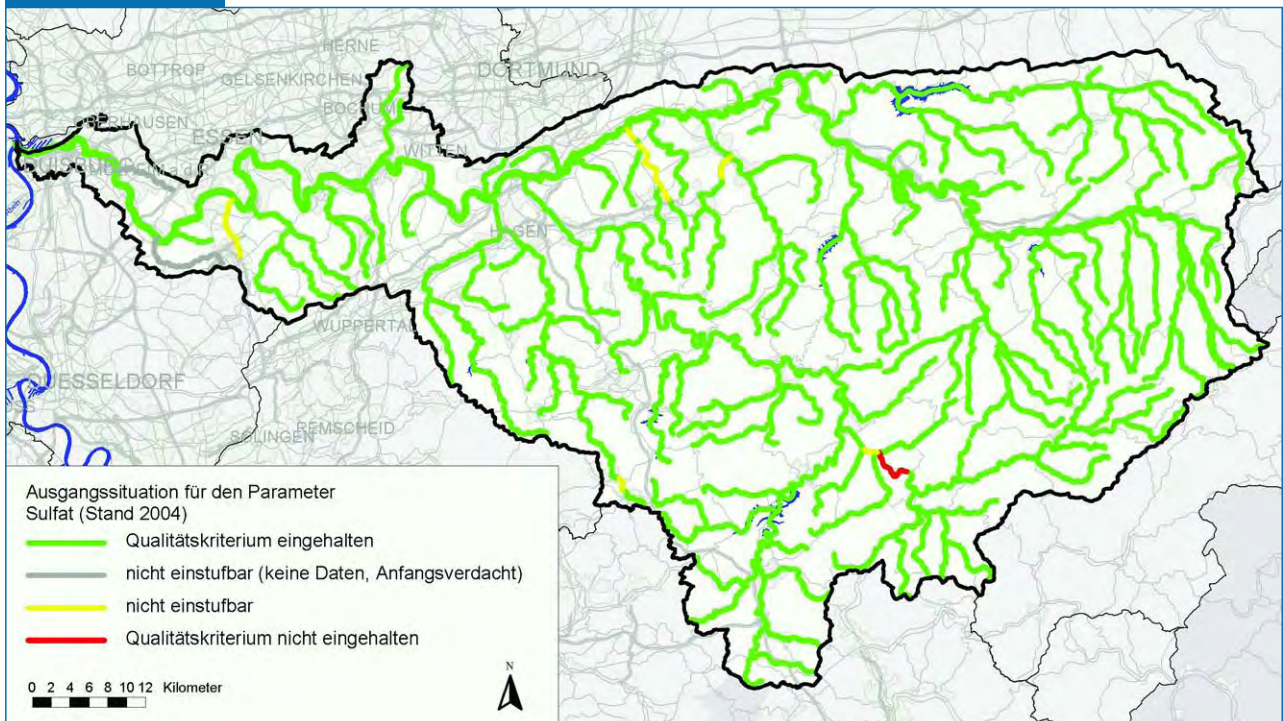 HERNE
BOTTROP
GELSENKIRCHEN
DORTMUND
BOCHUM
OBERHAUSEN
ESSEN
WITTEN
HAGEN
WUPPERTAL
SOLINGEN
REMSCHEID
Ausgangssituation für den Parameter
Sulfat (Stand 2004)
Qualitätskriterium eingehalten
nicht einstufbar (keine Daten, Anfangsverdacht)
nicht einstufbar
Qualitätskriterium nicht eingehalten
0 2 4 6 8 10 12 Kilometer
N